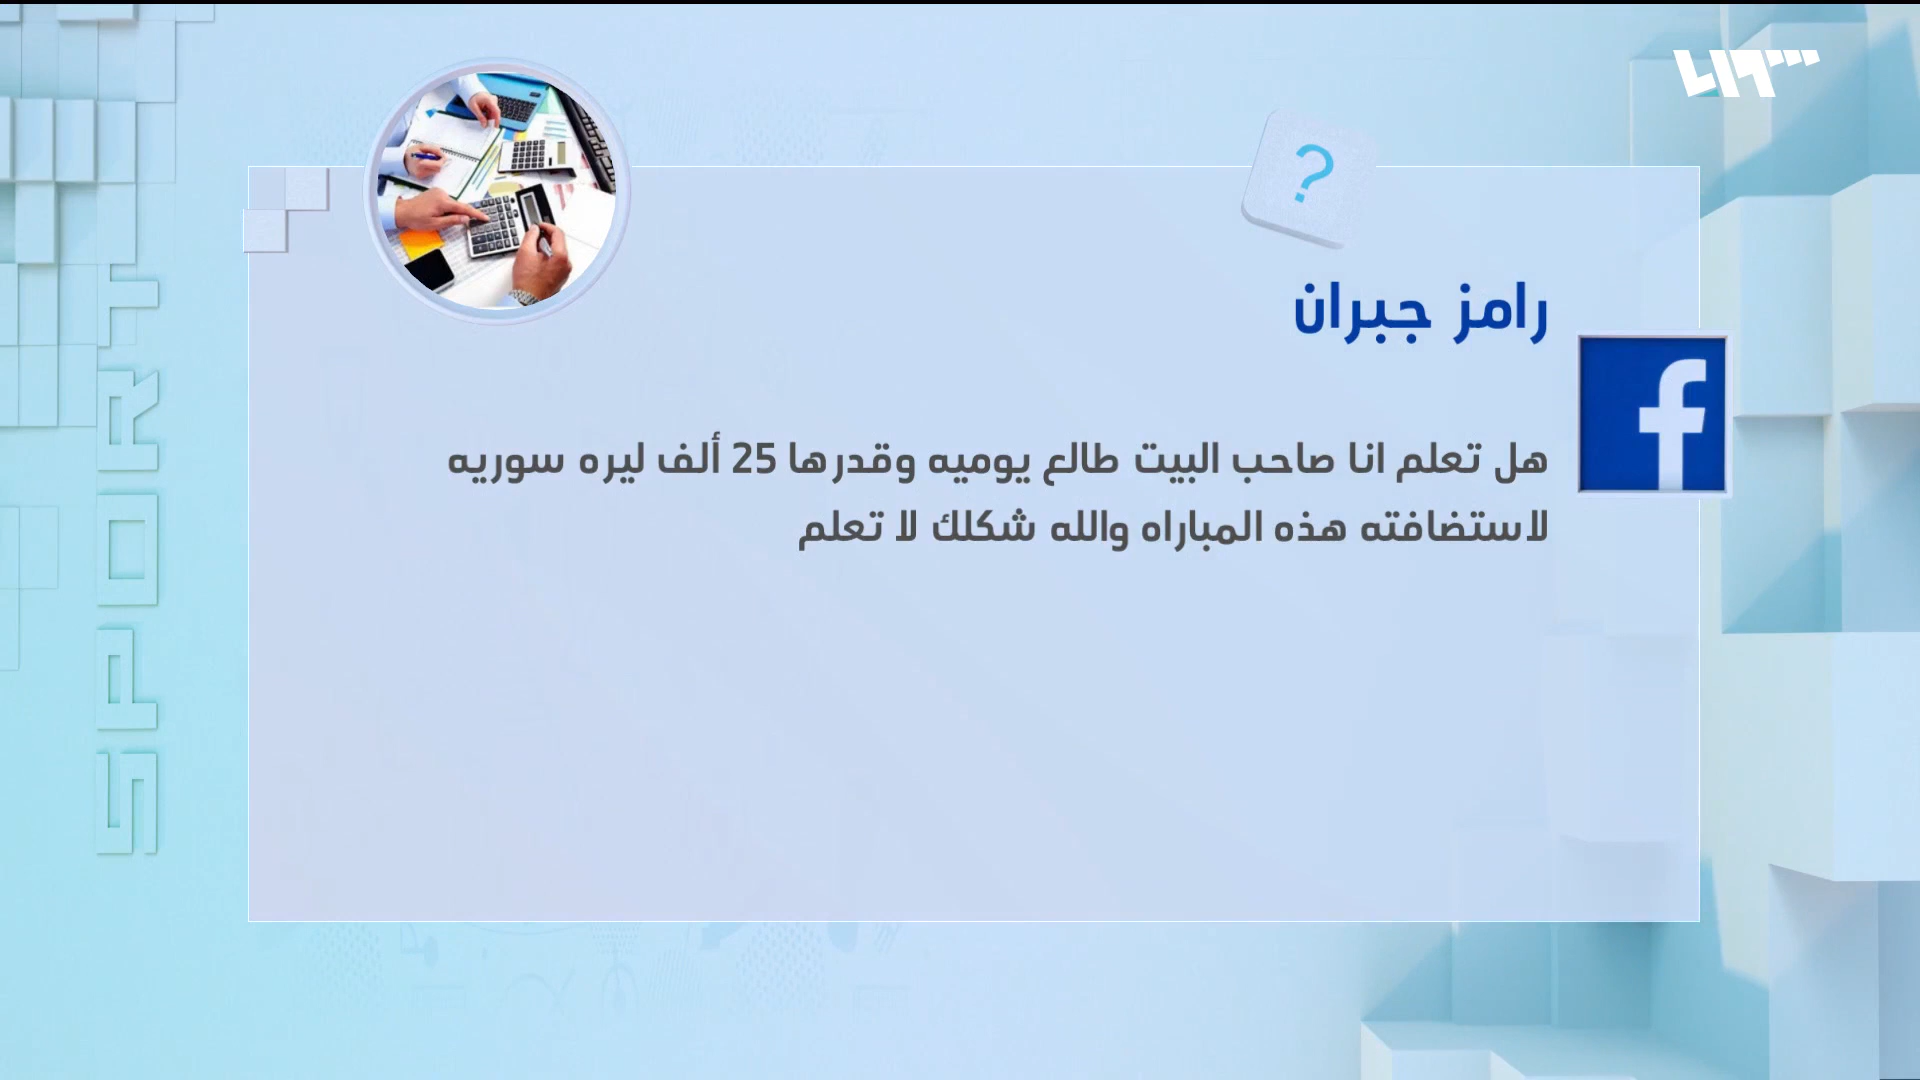 ؟
رامز جبران
هل تعلم انا صاحب البيت طالع يوميه وقدرها 25 ألف ليره سوريه
لاستضافته هذه المباراه والله شكلك لا تعلم
f
SPORT